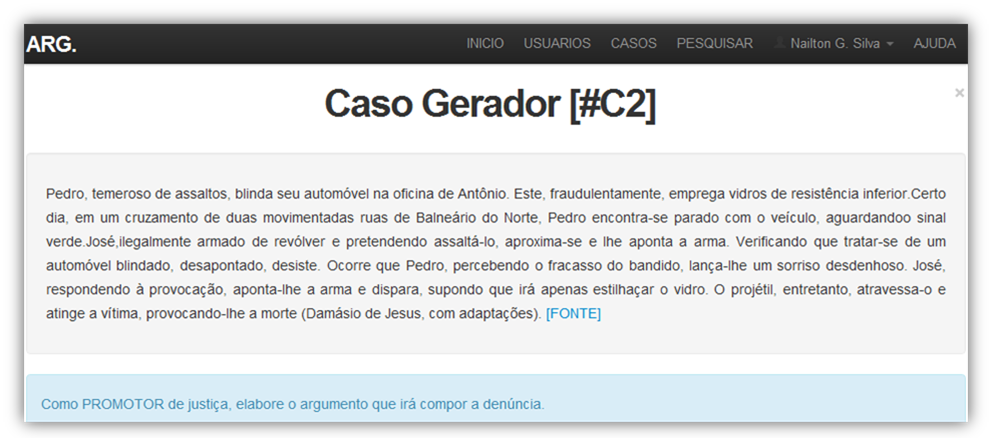 ARG. INICIO USUARIOS CASOS PESQUISAR Nailton G. Silva AJUDA
Caso Gerador [#C2] ×
Pedro, temeroso de assaltos, blinda seu automóvel na oficina de Antônio. Este, fraudulentamente, emprega vidros de resistência inferior.Certo
dia, em um cruzamento de duas movimentadas ruas de Balneário do Norte, Pedro encontra-se parado com o veículo, aguardandoo sinal
verde.José,ilegalmente armado de revólver e pretendendo assaltá-lo, aproxima-se e lhe aponta a arma. Verificando que tratar-se de um
automóvel blindado, desapontado, desiste. Ocorre que Pedro, percebendo o fracasso do bandido, lança-lhe um sorriso desdenhoso. José,
respondendo à provocação, aponta-lhe a arma e dispara, supondo que irá apenas estilhaçar o vidro. O projétil, entretanto, atravessa-o e
atinge a vítima, provocando-lhe a morte (Damásio de Jesus, com adaptações). [FONTE]
Como PROMOTOR de justiça, elabore o argumento que irá compor a denúncia.